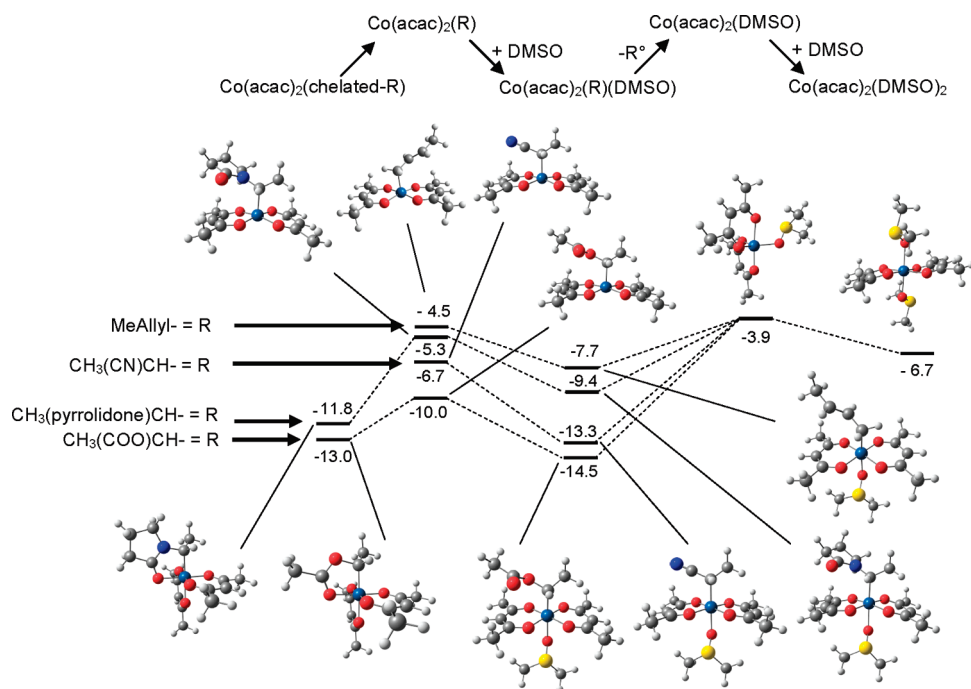 Co(acac)₂(R)
Co(acac)₂(DMSO)
+ DMSO
-R°
+ DMSO
Co(acac)₂(chelated-R)
Co(acac)₂(R)(DMSO)
Co(acac)₂(DMSO)₂
MeAllyl- = R
- 4.5
-3.9
-5.3
-7.7
CH₃(CN)CH- = R
-6.7
-9.4
- 6.7
CH₃(pyrrolidone)CH- = R
-11.8
-10.0
CH₃(COO)CH- = R
-13.0
-13.3
-14.5